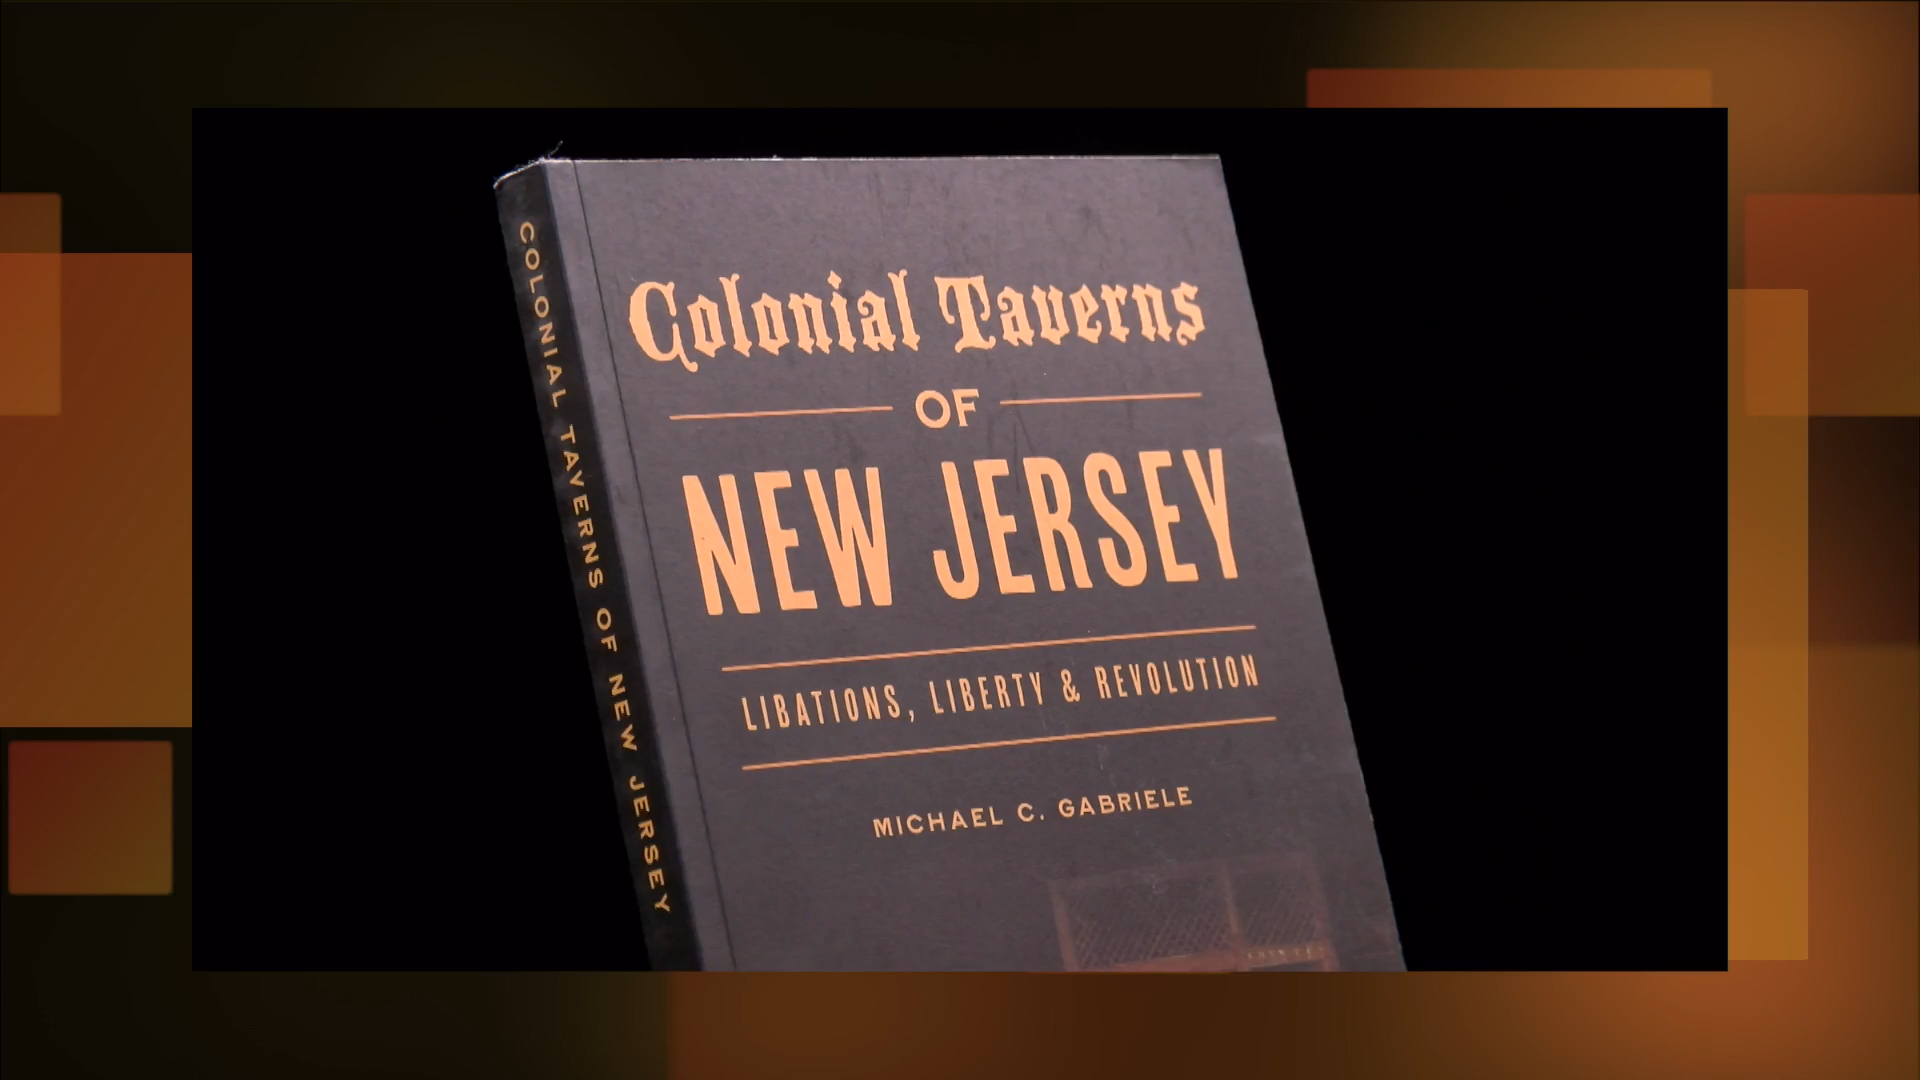 COLONIAL TAVERNS OF NEW JERSEY
Colonial Taverns
OF
NEW JERSEY
LIBATIONS, LIBERTY & REVOLUTION
MICHAEL C. GABRIELE